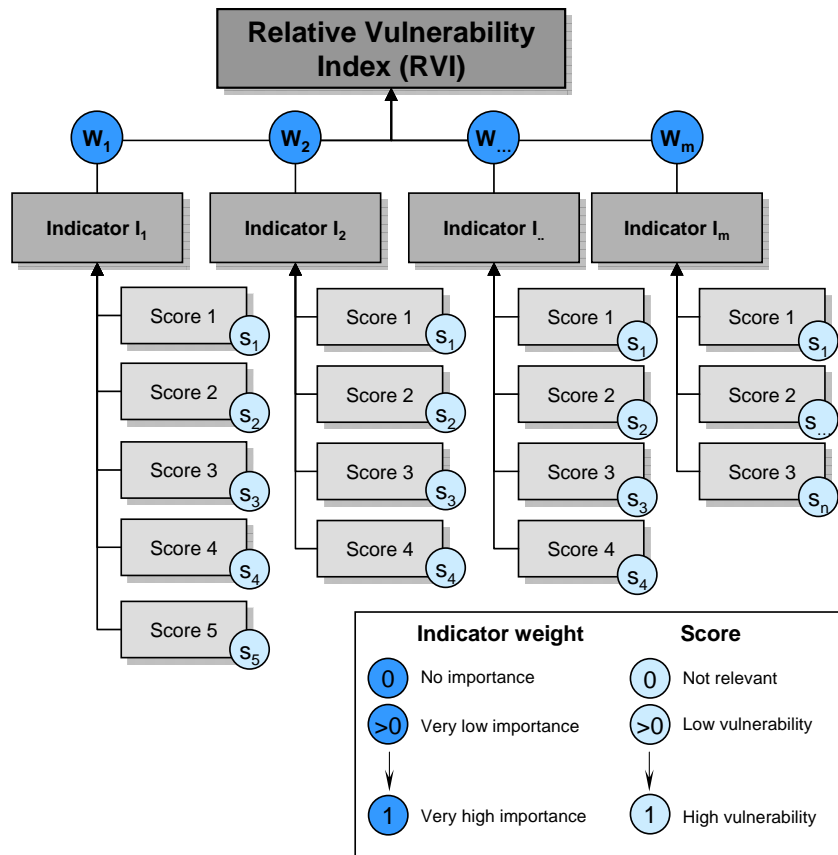 Relative Vulnerability
Index (RVI)
W1
W2
W...
Wm
Indicator I1
Indicator I2
Indicator I..
Indicator Im
Score 1
s1
Score 2
s2
Score 3
s3
Score 4
s4
Score 5
s5
Score 1
s1
Score 2
s2
Score 3
s3
Score 4
s4
Score 1
s1
Score 2
s2
Score 3
s3
Score 4
s4
Score 1
s1
Score 2
s...
Score 3
sn
Indicator weight
0 No importance
>0 Very low importance
1 Very high importance
Score
0 Not relevant
>0 Low vulnerability
1 High vulnerability